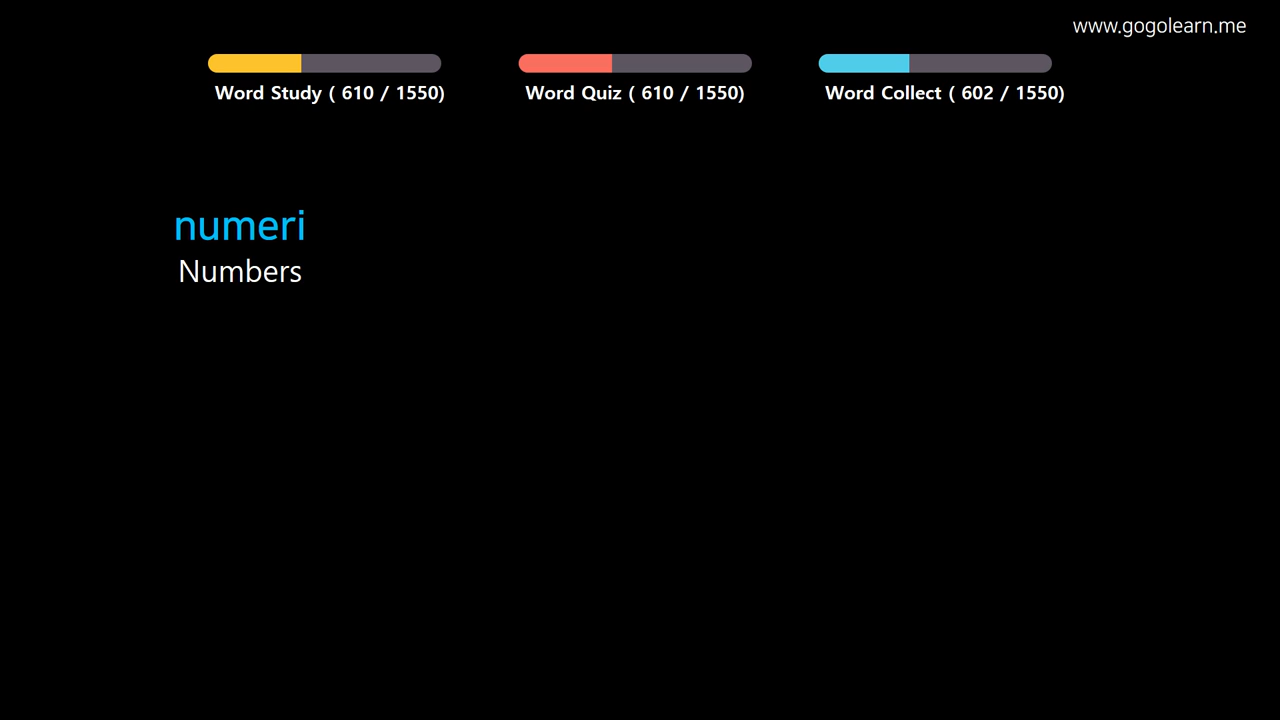 www.gogolearn.me
Word Study ( 610 / 1550)
Word Quiz ( 610 / 1550)
Word Collect ( 602 / 1550)
numeri
Numbers